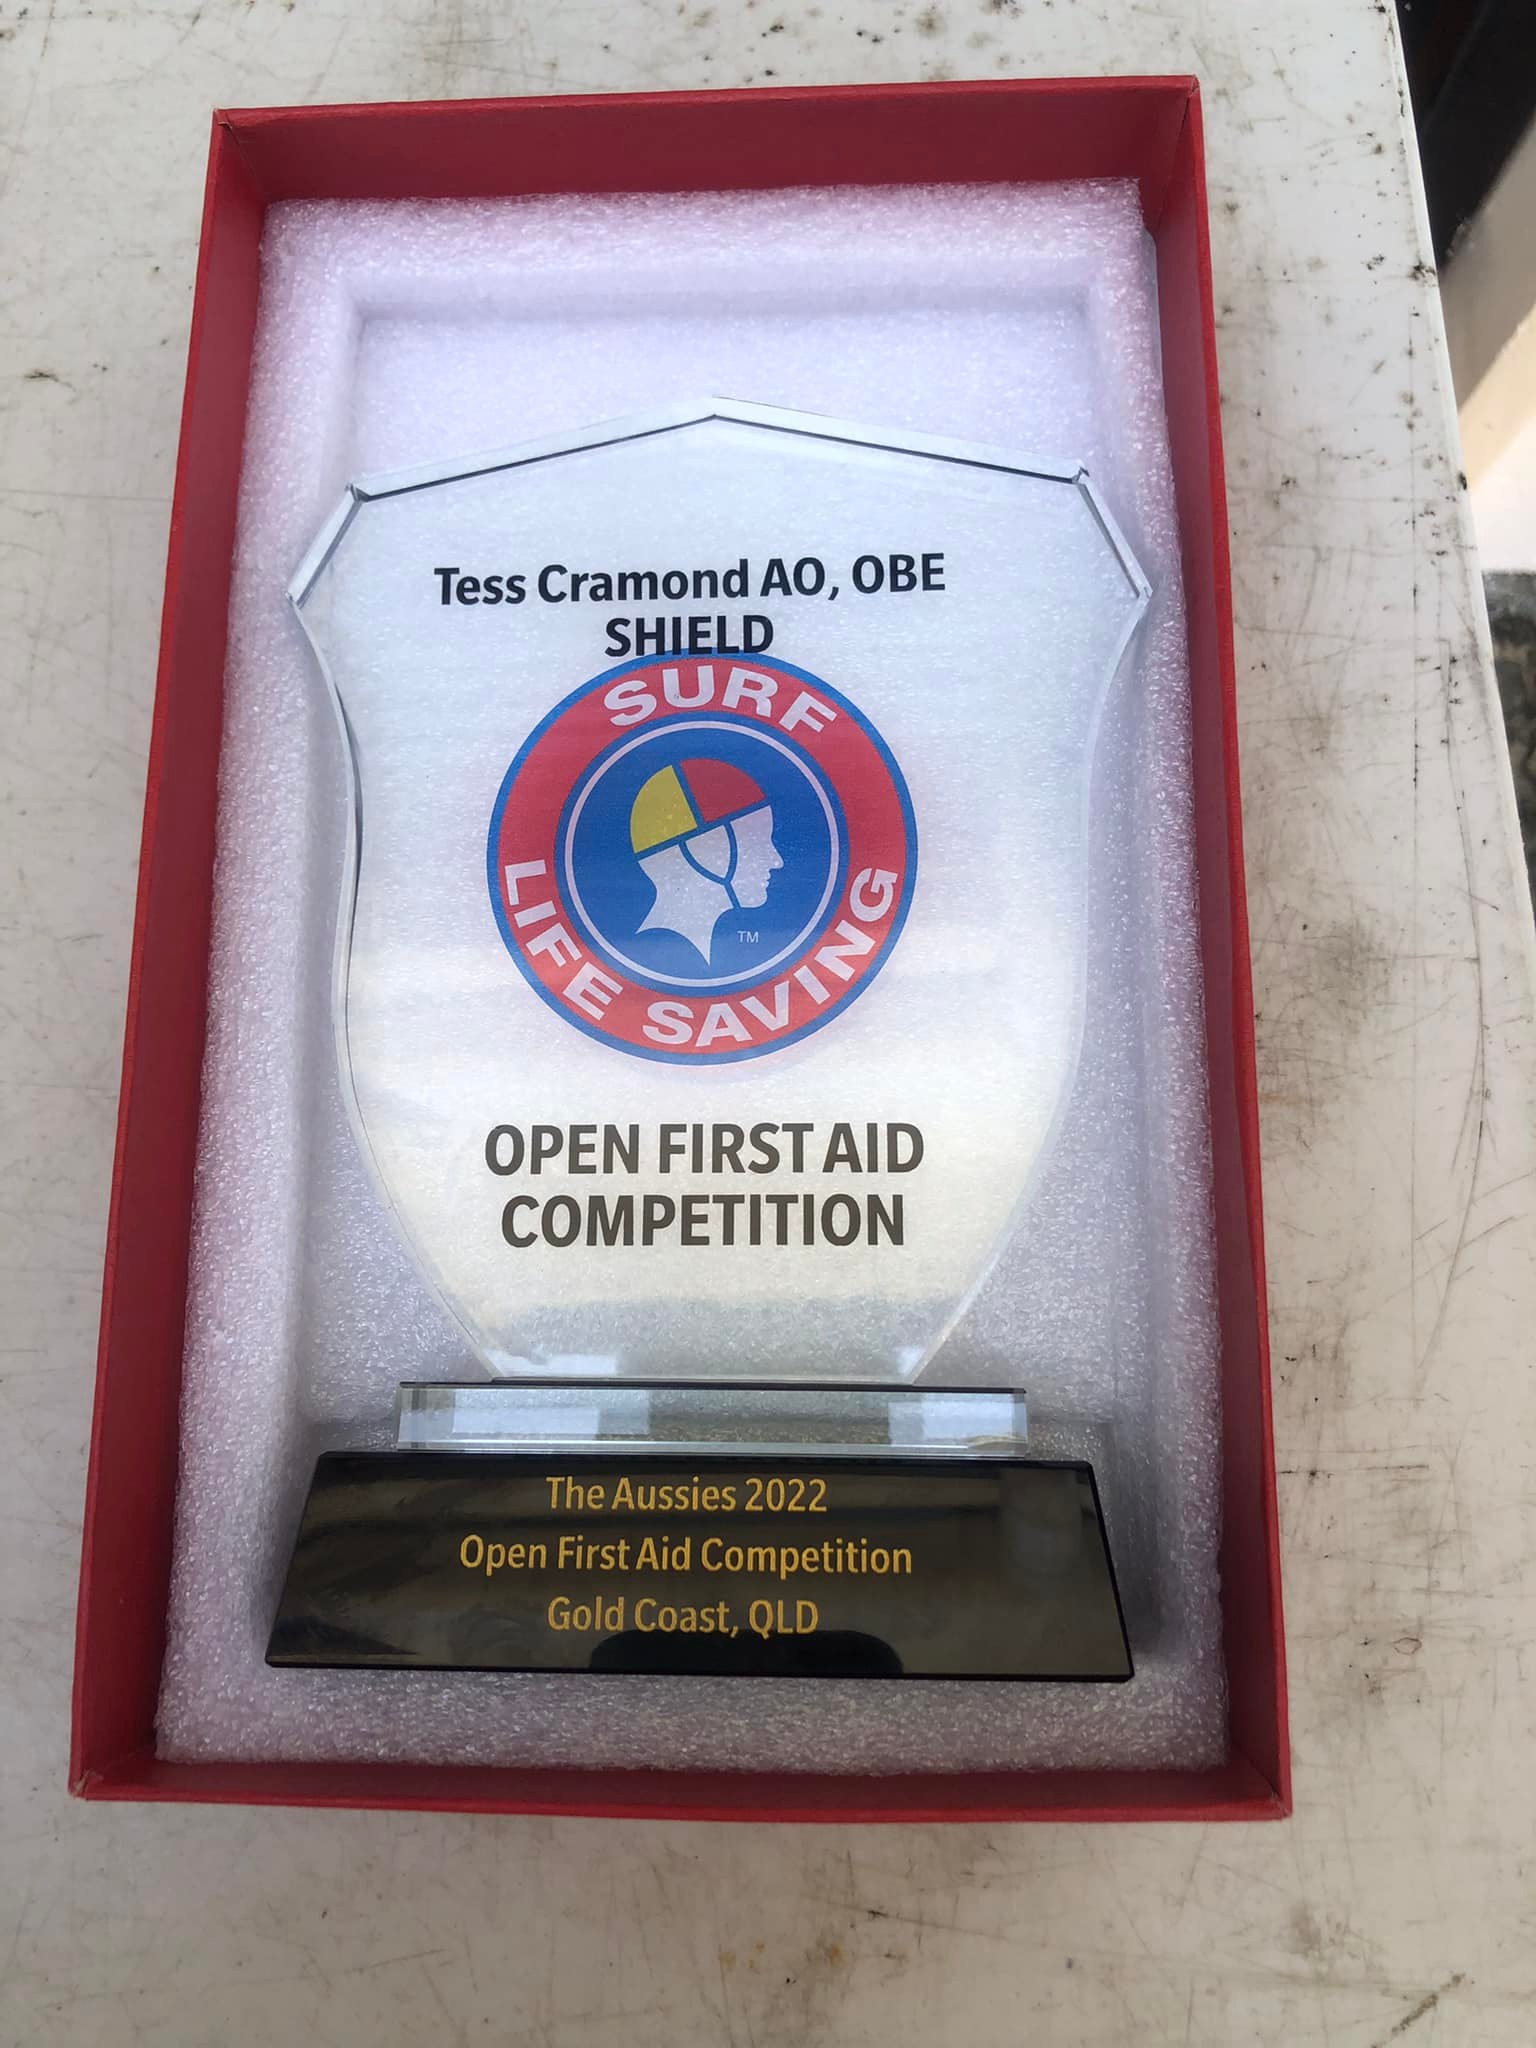 Tess Cramond AO, OBE
SHIELD
SURF
LIFE SAVING
TM
OPEN FIRST AID
COMPETITION
The Aussies 2022
Open First Aid Competition
Gold Coast, QLD